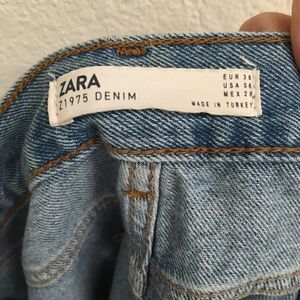 ZARA
Z1975 DENIM
EUR 38
USA 06
MEX 28
MADE IN TURKEY